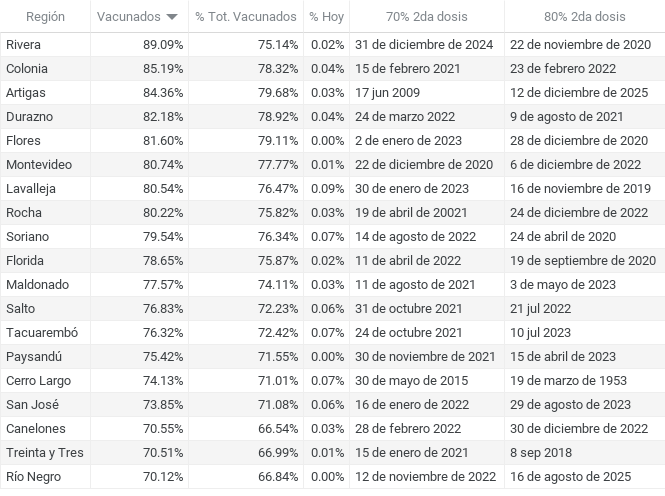 Región Vacunados % Tot. Vacunados % Hoy 70% 2da dosis 80% 2da dosis
Rivera 89.09% 75.14% 0.02% 31 de diciembre de 2024 22 de noviembre de 2020
Colonia 85.19% 78.32% 0.04% 15 de febrero 2021 23 de febrero 2022
Artigas 84.36% 79.68% 0.03% 17 jun 2009 12 de diciembre de 2025
Durazno 82.18% 78.92% 0.04% 24 de marzo 2022 9 de agosto de 2021
Flores 81.60% 79.11% 0.00% 2 de enero de 2023 28 de diciembre de 2020
Montevideo 80.74% 77.77% 0.01% 22 de diciembre de 2020 6 de diciembre de 2022
Lavalleja 80.54% 76.47% 0.09% 30 de enero de 2023 16 de noviembre de 2019
Rocha 80.22% 75.82% 0.03% 19 de abril de 20021 24 de diciembre de 2022
Soriano 79.54% 76.34% 0.07% 14 de agosto de 2022 24 de abril de 2020
Florida 78.65% 75.87% 0.02% 11 de abril de 2022 19 de septiembre de 2020
Maldonado 77.57% 74.11% 0.03% 11 de agosto de 2021 3 de mayo de 2023
Salto 76.83% 72.23% 0.06% 31 de octubre 2021 21 jul 2022
Tacuarembó 76.32% 72.42% 0.07% 24 de octubre 2021 10 jul 2023
Paysandú 75.42% 71.55% 0.00% 30 de noviembre de 2021 15 de abril de 2023
Cerro Largo 74.13% 71.01% 0.07% 30 de mayo de 2015 19 de marzo de 1953
San José 73.85% 71.08% 0.06% 16 de enero de 2022 29 de agosto de 2023
Canelones 70.55% 66.54% 0.03% 28 de febrero 2022 30 de diciembre de 2022
Treinta y Tres 70.51% 66.99% 0.01% 15 de enero de 2021 8 sep 2018
Río Negro 70.12% 66.84% 0.00% 12 de noviembre de 2022 16 de agosto de 2025